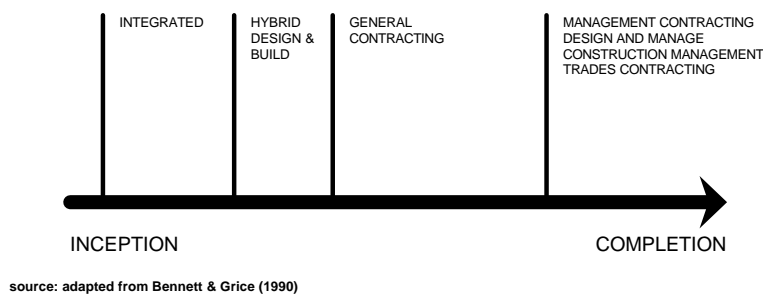 INTEGRATED
HYBRID
DESIGN &
BUILD
GENERAL
CONTRACTING
MANAGEMENT CONTRACTING
DESIGN AND MANAGE
CONSTRUCTION MANAGEMENT
TRADES CONTRACTING
INCEPTION
COMPLETION
source: adapted from Bennett & Grice (1990)